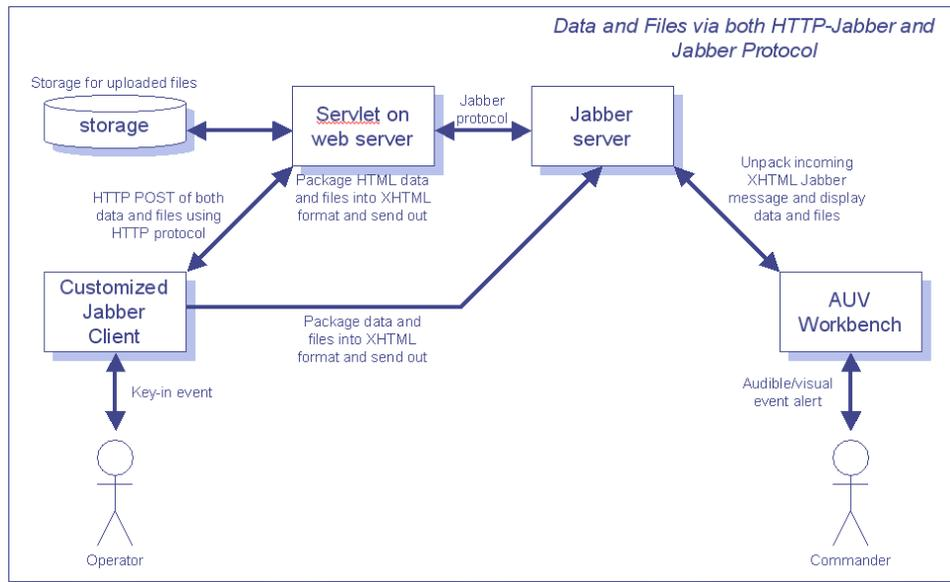 Data and Files via both HTTP-Jabber and
Jabber Protocol
Storage for uploaded files
storage
Servlet on
web server
Jabber
protocol
Jabber
server
Package HTML data
and files into XHTML
format and send out
Unpack incoming
XHTML Jabber
message and display
data and files
HTTP POST of both
data and files using
HTTP protocol
Customized
Jabber
Client
Package data and
files into XHTML
format and send out
AUV
Workbench
Key-in event
Audible/visual
event alert
Operator
Commander